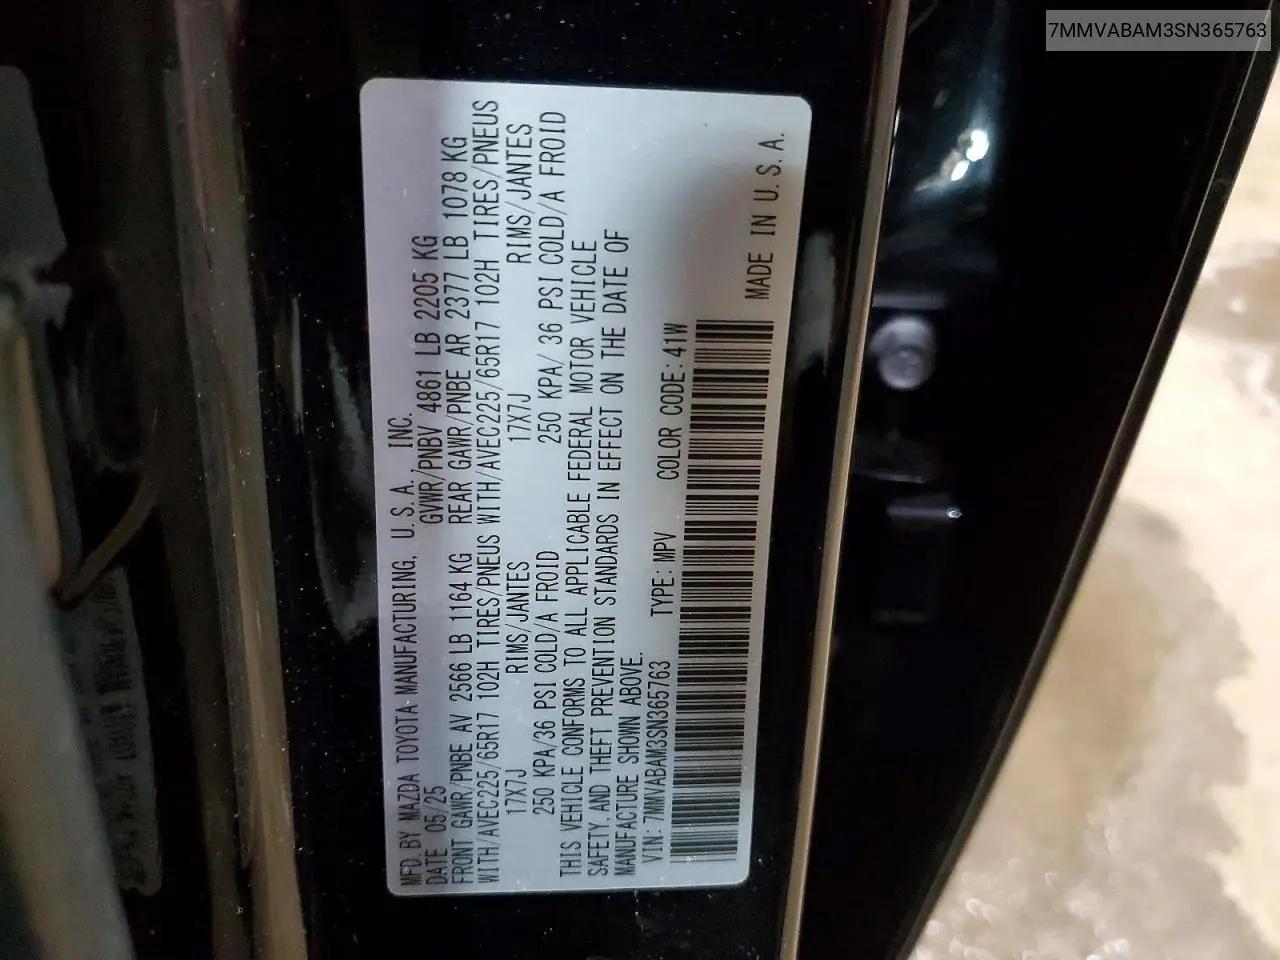 7MMVABAM3SN365763
MFD. BY MAZDA TOYOTA MANUFACTURING, U.S.A., INC.
DATE 05/25 GVWR/PNBV 4861 LB 2205 KG
FRONT GAWR/PNBE AV 2566 LB 1164 KG REAR GAWR/PNBE AR 2377 LB 1078 KG
WITH/AVEC225/65R17 102H TIRES/PNEUS WITH/AVEC225/65R17 102H TIRES/PNEUS
17X7J RIMS/JANTES 17X7J RIMS/JANTES
250 KPA/36 PSI COLD/A FROID 250 KPA/ 36 PSI COLD/A FROID
THIS VEHICLE CONFORMS TO ALL APPLICABLE FEDERAL MOTOR VEHICLE
SAFETY, AND THEFT PREVENTION STANDARDS IN EFFECT ON THE DATE OF
MANUFACTURE SHOWN ABOVE.
VIN: 7MMVABAM3SN365763 TYPE: MPV COLOR CODE: 41W
MADE IN U.S.A.